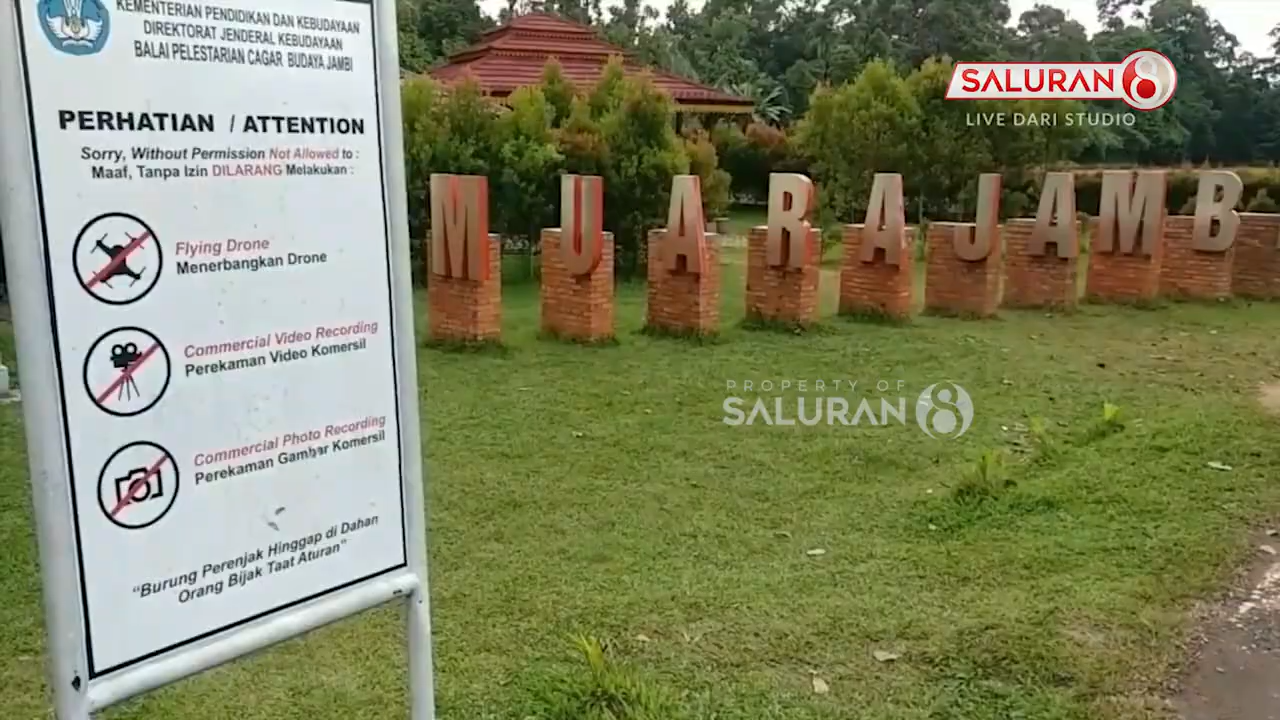 KEMENTERIAN PENDIDIKAN DAN KEBUDAYAAN
DIREKTORAT JENDERAL KEBUDAYAAN
BALAI PELESTARIAN CAGAR BUDAYA JAMBI
PERHATIAN / ATTENTION
Sorry, Without Permission Not Allowed to :
Maaf, Tanpa Izin DILARANG Melakukan :
Flying Drone
Menerbangkan Drone
Commercial Video Recording
Perekaman Video Komersil
Commercial Photo Recording
Perekaman Gambar Komersil
“Burung Perenjak Hinggap di Dahan
Orang Bijak Taat Aturan”
MUARAJAMB
SALURAN 8
LIVE DARI STUDIO
PROPERTY OF
SALURAN 8